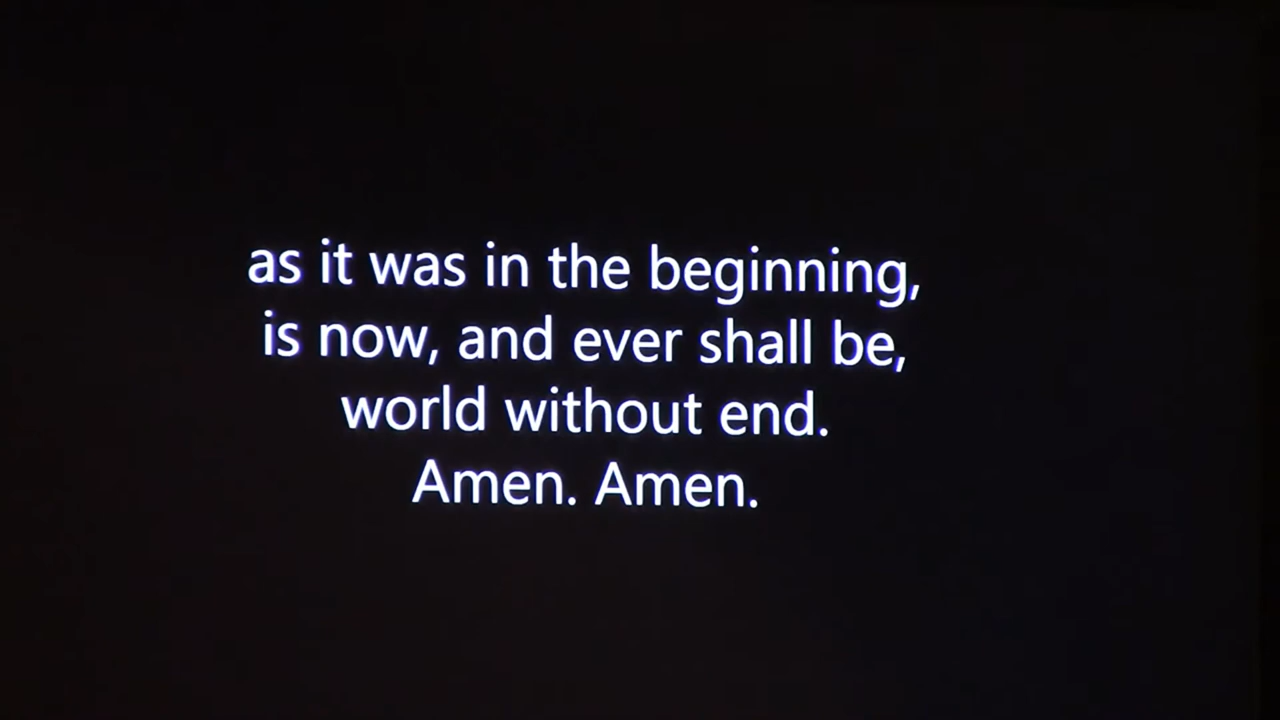 as it was in the beginning,
is now, and ever shall be,
world without end.
Amen. Amen.